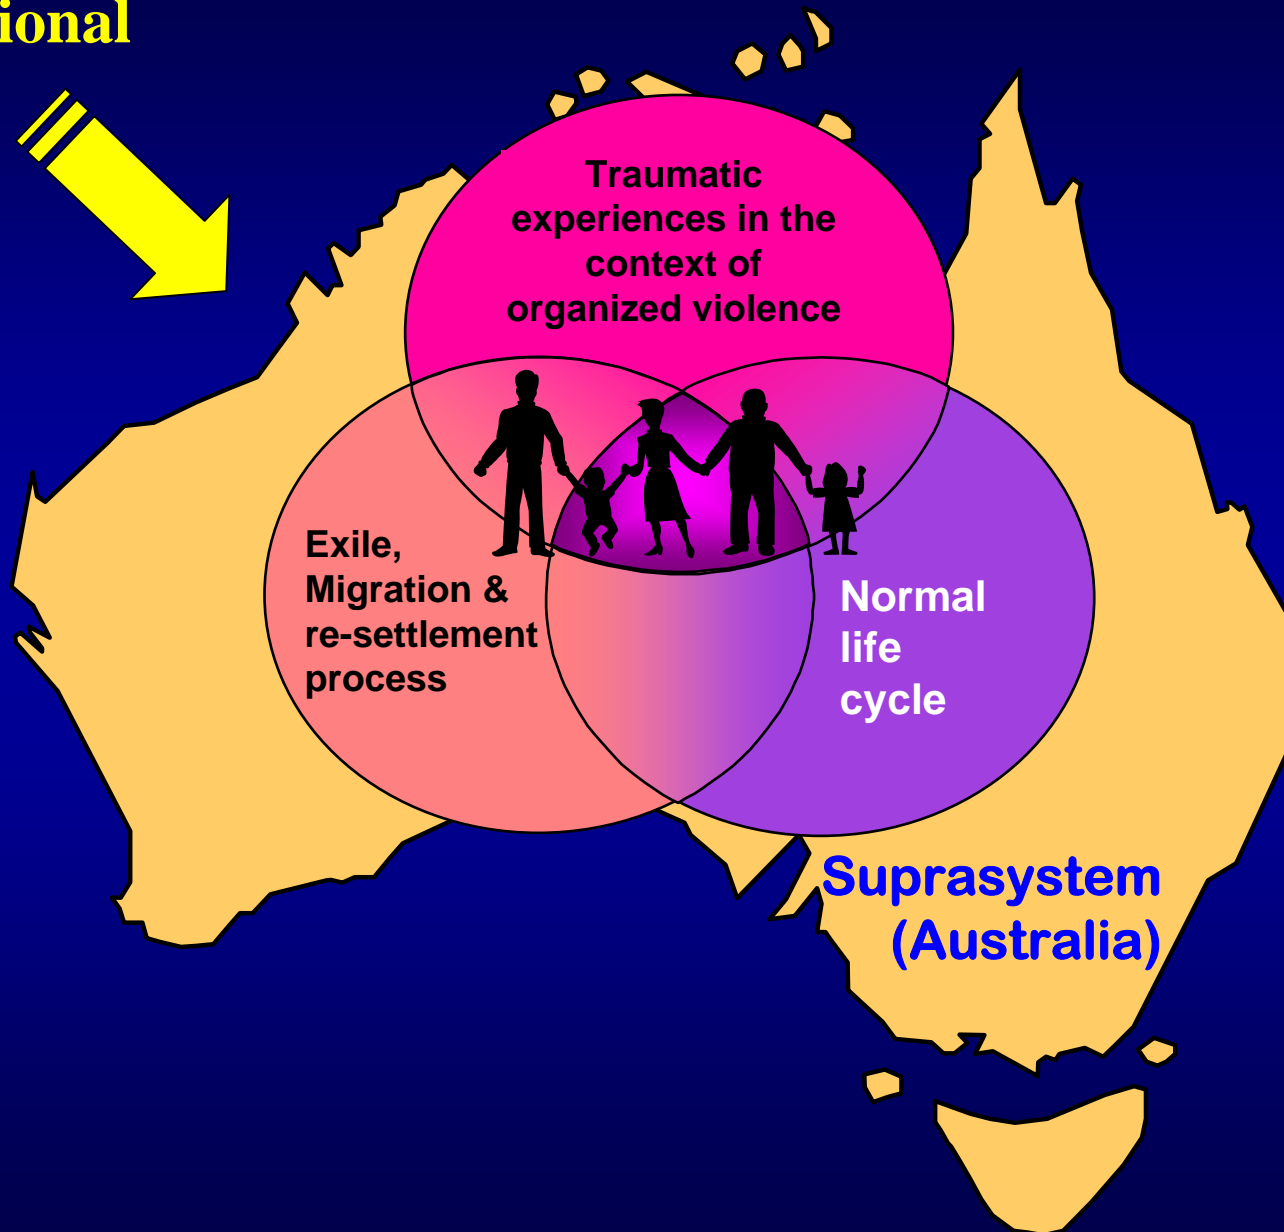 ional
Traumatic
experiences in the
context of
organized violence
Exile,
Migration &
re-settlement
process
Normal
life
cycle
Suprasystem
(Australia)